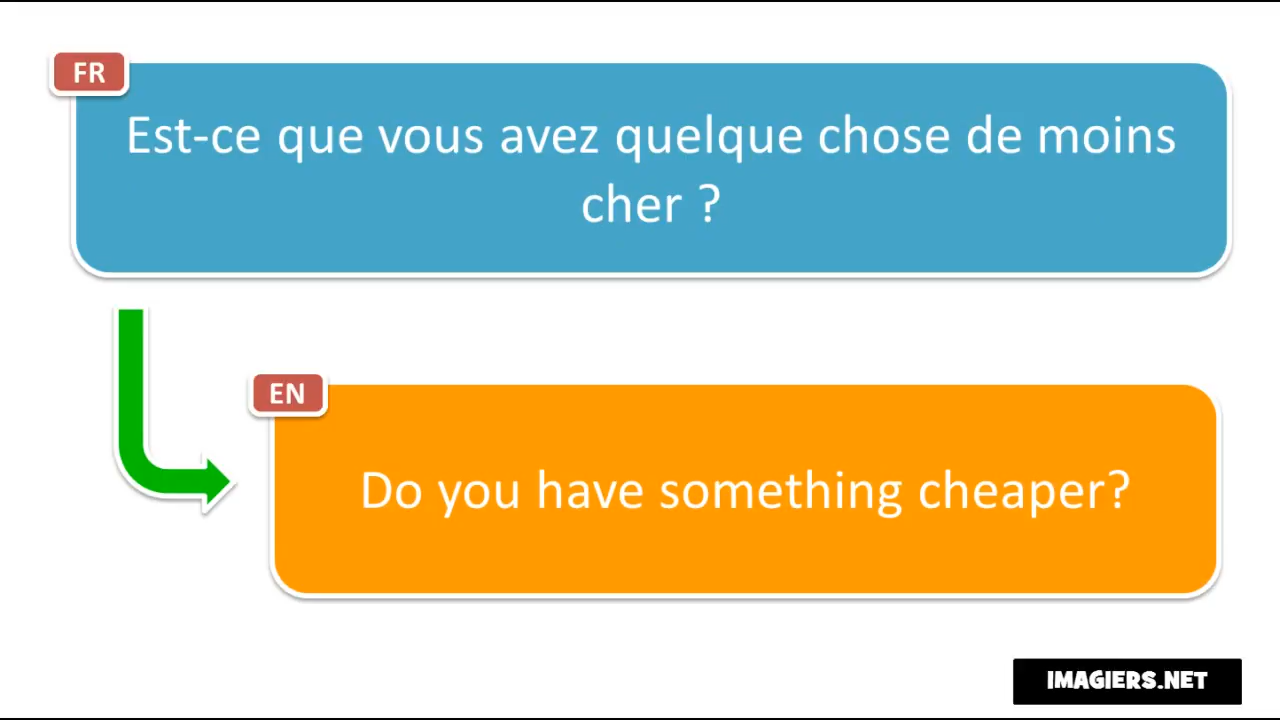 FR
Est-ce que vous avez quelque chose de moins
cher ?
EN
Do you have something cheaper?
IMAGIERS.NET